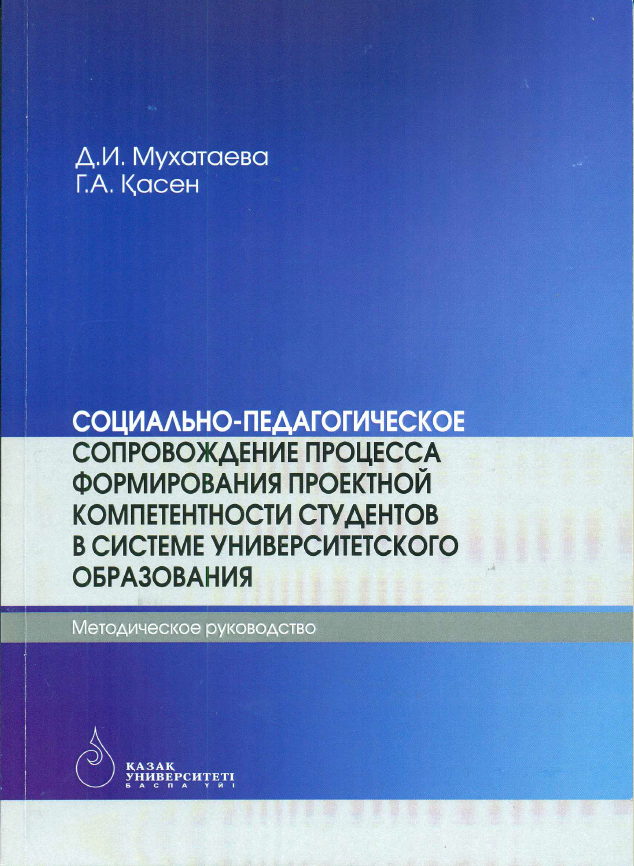 Д.И. Мухатаева
Г.А. Қасен
СОЦИАЛЬНО-ПЕДАГОГИЧЕСКОЕ
СОПРОВОЖДЕНИЕ ПРОЦЕССА
ФОРМИРОВАНИЯ ПРОЕКТНОЙ
КОМПЕТЕНТНОСТИ СТУДЕНТОВ
В СИСТЕМЕ УНИВЕРСИТЕТСКОГО
ОБРАЗОВАНИЯ
Методическое руководство
ҚАЗАҚ
УНИВЕРСИТЕТІ
БАСПА ҮЙІ